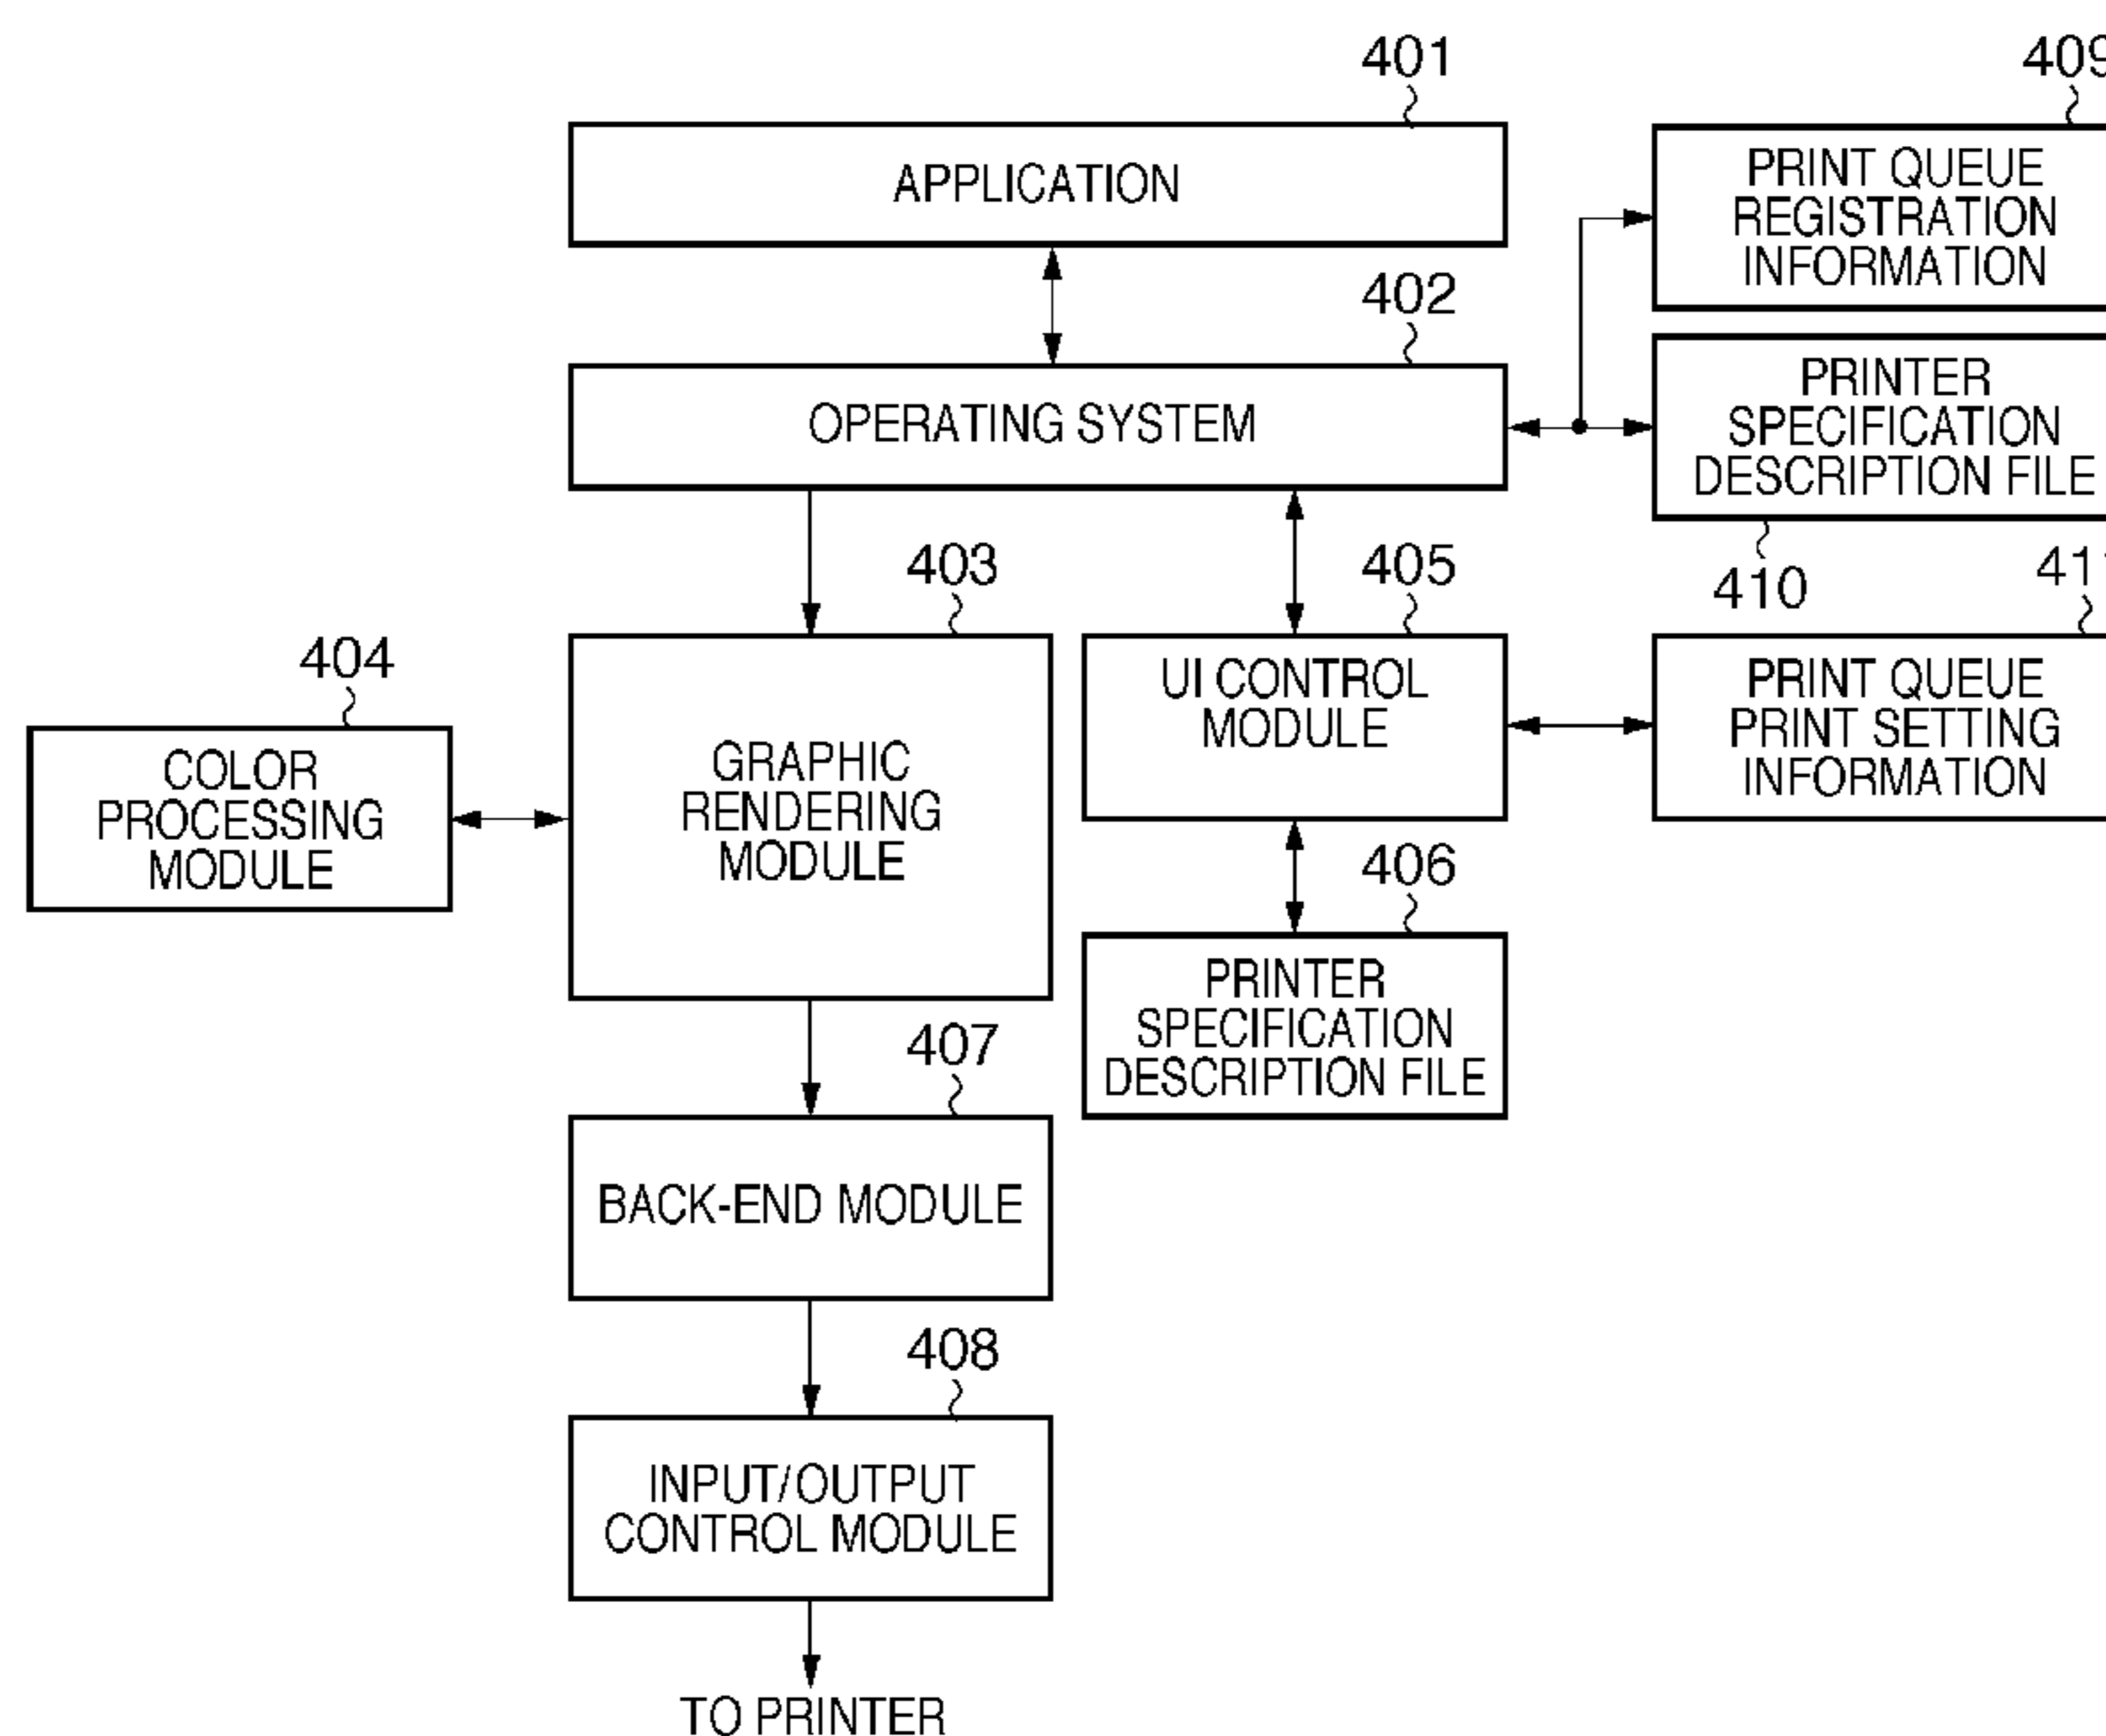 401
APPLICATION
409
PRINT QUEUE
REGISTRATION
INFORMATION
402
OPERATING SYSTEM
PRINTER
SPECIFICATION
DESCRIPTION FILE
410
403
GRAPHIC
RENDERING
MODULE
404
COLOR
PROCESSING
MODULE
405
UI CONTROL
MODULE
411
PRINT QUEUE
PRINT SETTING
INFORMATION
406
PRINTER
SPECIFICATION
DESCRIPTION FILE
407
BACK-END MODULE
408
INPUT/OUTPUT
CONTROL MODULE
TO PRINTER